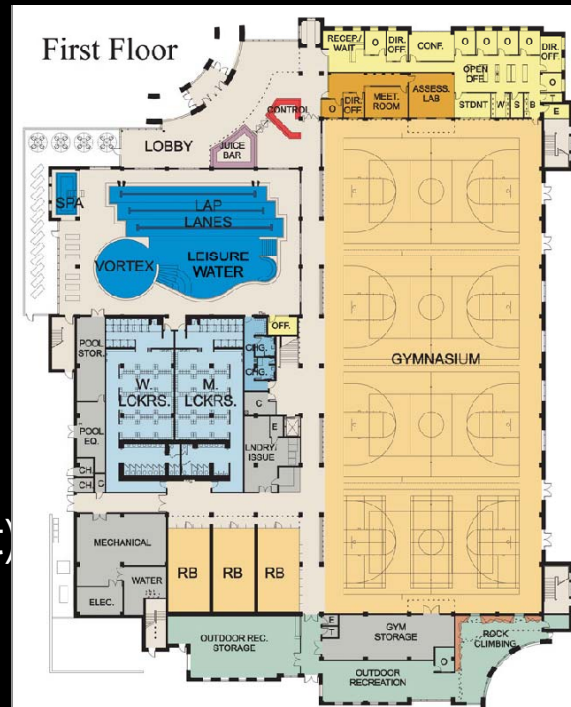 First Floor
RECEP./
WAIT
O
DIR.
OFF.
CONF.
O
O
O
O
DIR.
OFF.
OPEN
OFF.
O
ASSESS.
LAB
MEET.
ROOM
DIR.
OFF.
O
STDNT
W
S
B
T
E
CONTROL
LOBBY
JUICE
BAR
SPA
LAP
LANES
VORTEX
LEISURE
WATER
GYMNASIUM
OFF.
POOL
STOR.
CHG.
CHG.
W.
LCKRS.
M.
LCKRS.
C
POOL
EQ.
E
LNDRY/
ISSUE
CH.
CH.
C
MECHANICAL
RB
RB
RB
WATER
ELEC.
t)
OUTDOOR REC.
STORAGE
E
T
GYM
STORAGE
ROCK
CLIMBING
O
OUTDOOR
RECREATION